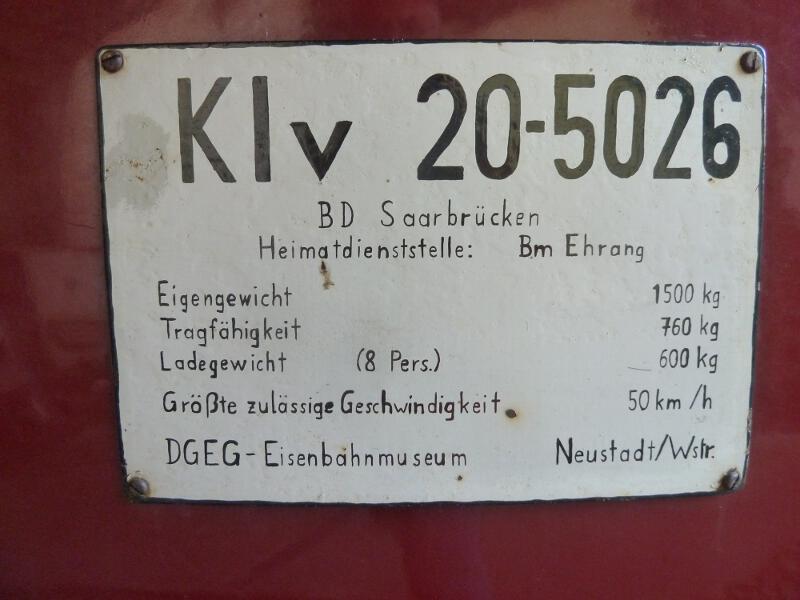 Klv 20-5026
BD Saarbrücken
Heimatdienststelle: Bm Ehrang
Eigengewicht 1500 kg
Tragfähigkeit 760 kg
Ladegewicht (8 Pers.) 600 kg
Größte zulässige Geschwindigkeit 50 km/h
DGEG-Eisenbahnmuseum Neustadt/Wstr.